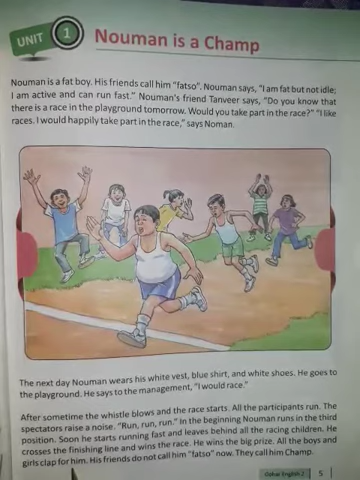 UNIT 1 Nouman is a Champ
Nouman is a fat boy. His friends call him "fatso". Nouman says, "I am fat but not idle;
I am active and can run fast." Nouman's friend Tanveer says, "Do you know that
there is a race in the playground tomorrow. Would you take part in the race?" "I like
races. I would happily take part in the race," says Noman.
The next day Nouman wears his white vest, blue shirt, and white shoes. He goes to
the playground. He says to the management, "I would race."
After sometime the whistle blows and the race starts. All the participants run. The
spectators raise a noise. "Run, run, run." In the beginning Nouman runs in the third
position. Soon he starts running fast and leaves behind all the racing children. He
crosses the finishing line and wins the race. He wins the big prize. All the boys and
girls clap for him. His friends do not call him "fatso" now. They call him Champ.
English 2 5